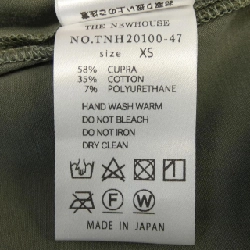 THE NEWHOUSE
NO.TNH20100-47
size XS
58% CUPRA
35% COTTON
7% POLYURETHANE
HAND WASH WARM
DO NOT BLEACH
DO NOT IRON
DRY CLEAN
F W
MADE IN JAPAN